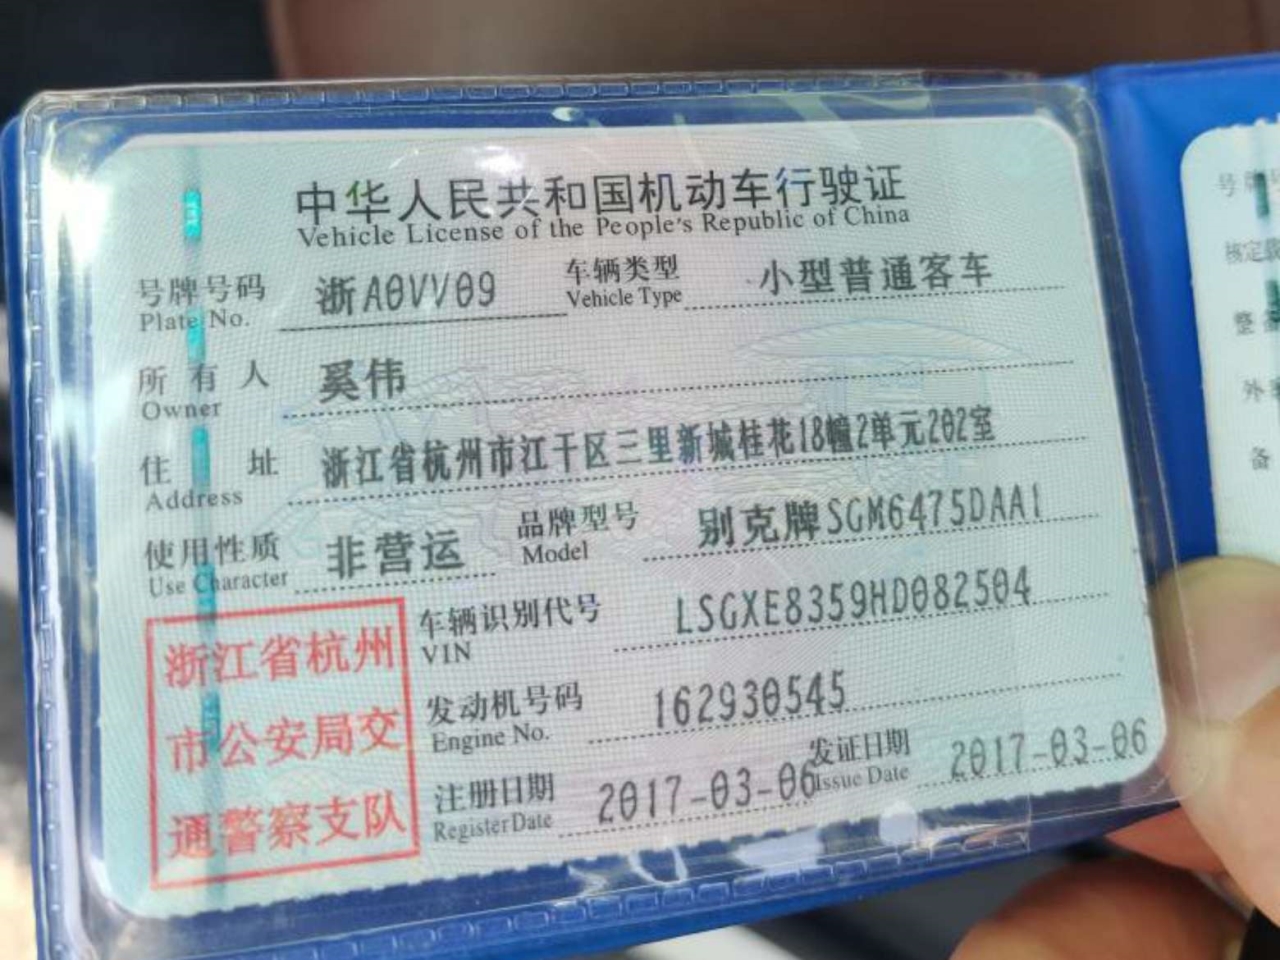 中华人民共和国机动车行驶证
Vehicle License of the People's Republic of China
号牌号码 浙A0VV09 车辆类型 小型普通客车
Plate No. Vehicle Type
所有人 奚伟
Owner
住址 浙江省杭州市江干区三里新城桂花18幢2单元202室
Address
使用性质 非营运 品牌型号 别克牌SGM6475DAA1
Use Character Model
车辆识别代号 LSGXE8359HD082504
VIN
发动机号码 162930545
Engine No.
注册日期 2017-03-06 发证日期 2017-03-06
Register Date Issue Date
浙江省杭州
市公安局交
通警察支队
号牌
核定
整
外
备